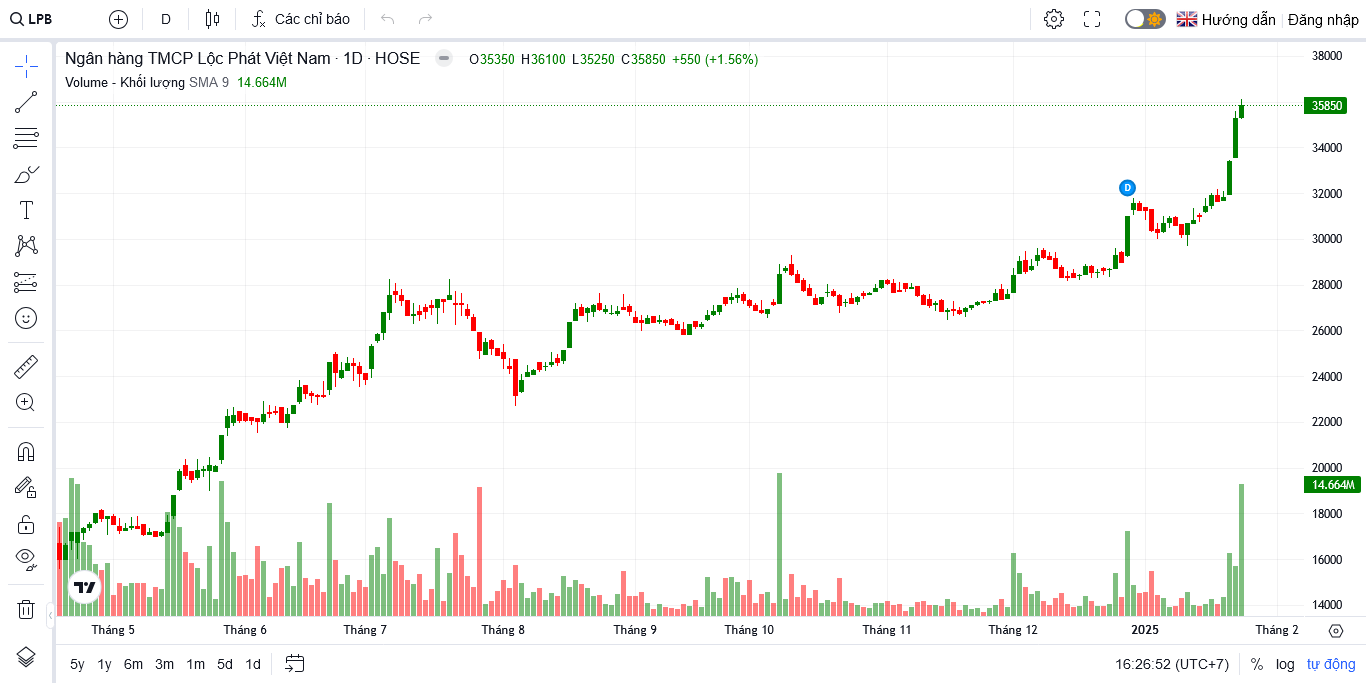 LPB D Các chỉ báo Hướng dẫn Đăng nhập
Ngân hàng TMCP Lộc Phát Việt Nam · 1D · HOSE O35350 H36100 L35250 C35850 +550 (+1.56%)
Volume - Khối lượng SMA 9 14.664M
38000
35850
34000
D
32000
30000
28000
26000
24000
22000
20000
14.664M
18000
16000
14000
Tháng 5 Tháng 6 Tháng 7 Tháng 8 Tháng 9 Tháng 10 Tháng 11 Tháng 12 2025 Tháng 2
5y 1y 6m 3m 1m 5d 1d 16:26:52 (UTC+7) % log tự động